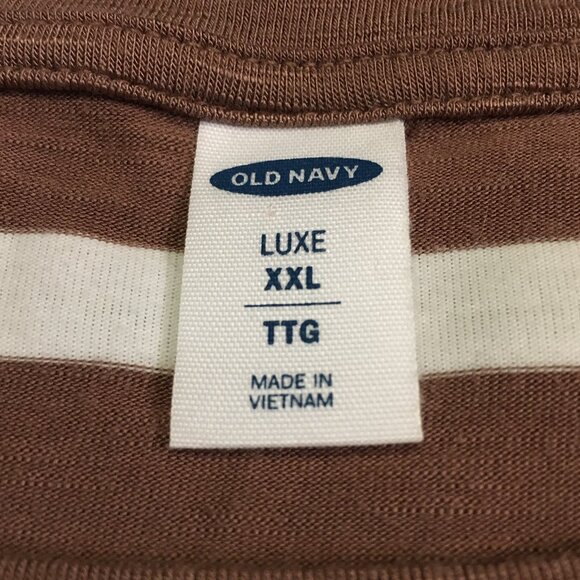 OLD NAVY
LUXE
XXL
TTG
MADE IN
VIETNAM